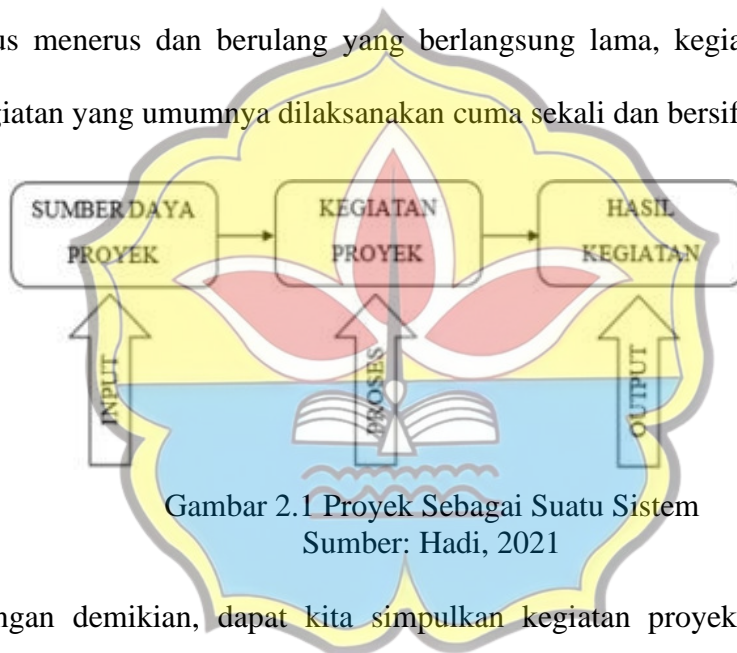 us menerus dan berulang yang berlangsung lama, kegia
giatan yang umumnya dilaksanakan cuma sekali dan bersif
SUMBER DAYA
PROYEK
KEGIATAN
PROYEK
HASIL
KEGIATAN
INPUT
PROSES
OUTPUT
Gambar 2.1 Proyek Sebagai Suatu Sistem
Sumber: Hadi, 2021
ngan demikian, dapat kita simpulkan kegiatan proyek